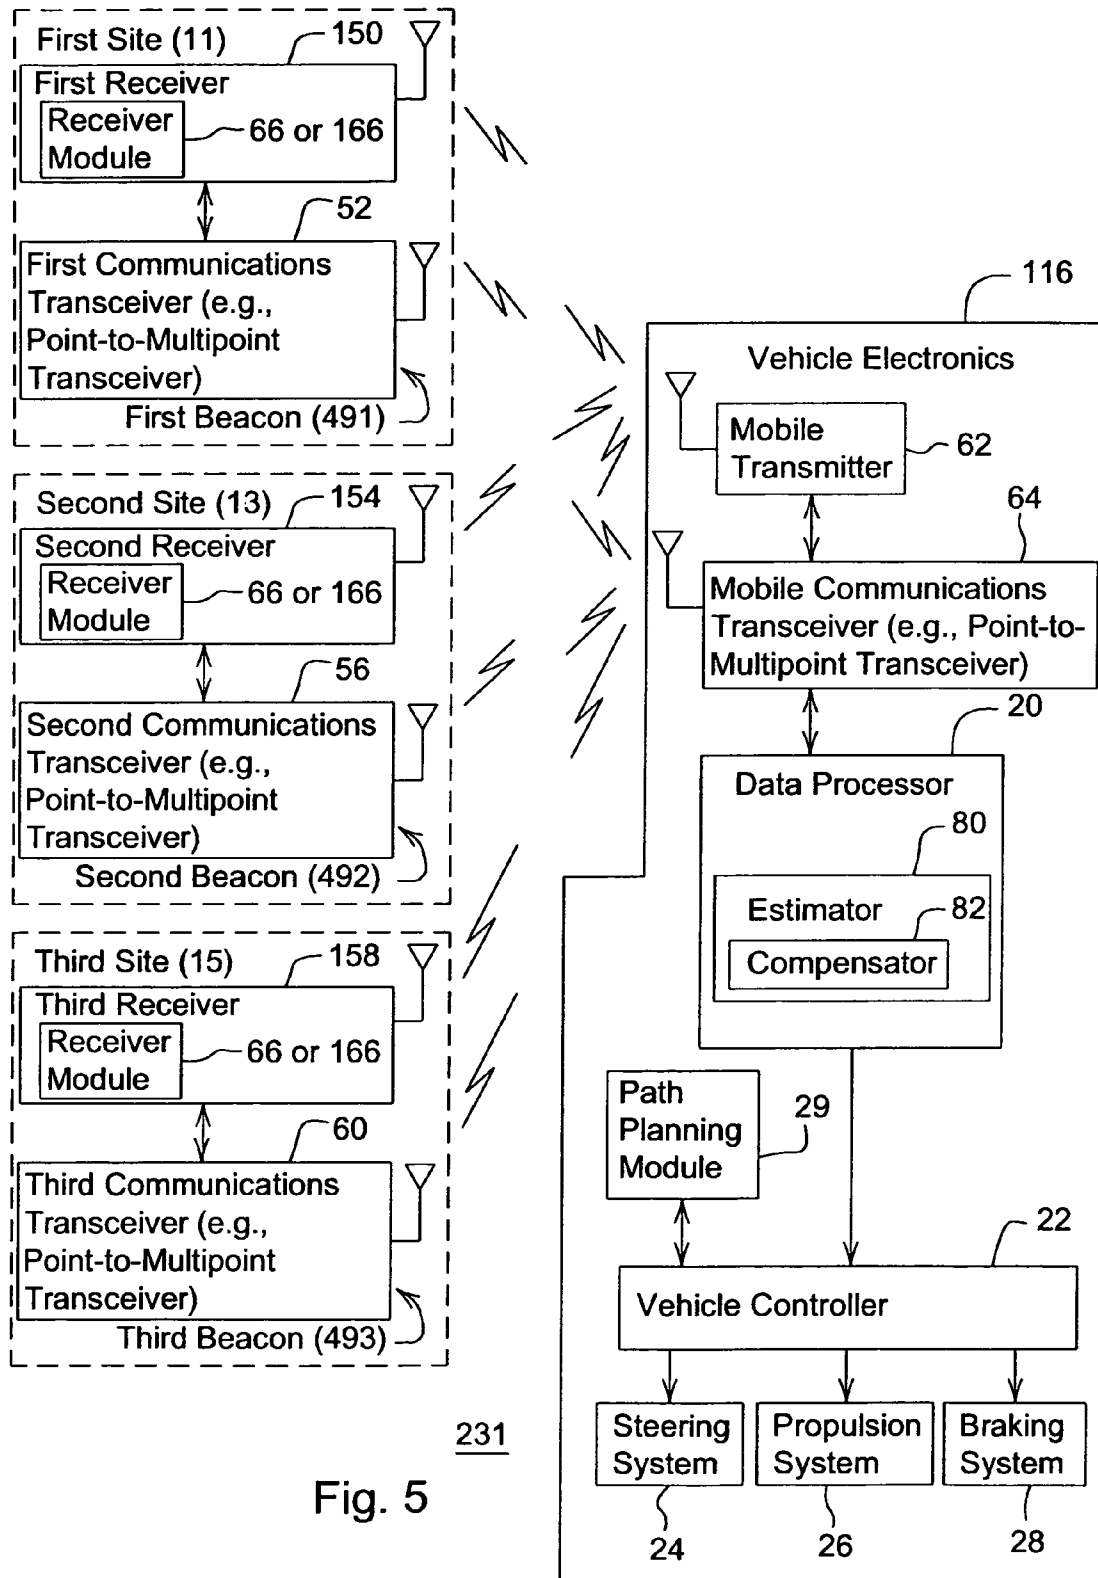 First Site (11)
150
First Receiver
Receiver
Module
66 or 166
52
First Communications
Transceiver (e.g.,
Point-to-Multipoint
Transceiver)
First Beacon (491)
Second Site (13)
154
Second Receiver
Receiver
Module
66 or 166
56
Second Communications
Transceiver (e.g.,
Point-to-Multipoint
Transceiver)
Second Beacon (492)
Third Site (15)
158
Third Receiver
Receiver
Module
66 or 166
60
Third Communications
Transceiver (e.g.,
Point-to-Multipoint
Transceiver)
Third Beacon (493)
116
Vehicle Electronics
Mobile
Transmitter
62
64
Mobile Communications
Transceiver (e.g., Point-to-
Multipoint Transceiver)
20
Data Processor
80
Estimator
82
Compensator
Path
Planning
Module
29
22
Vehicle Controller
Steering
System
Propulsion
System
Braking
System
24
26
28
231
Fig. 5